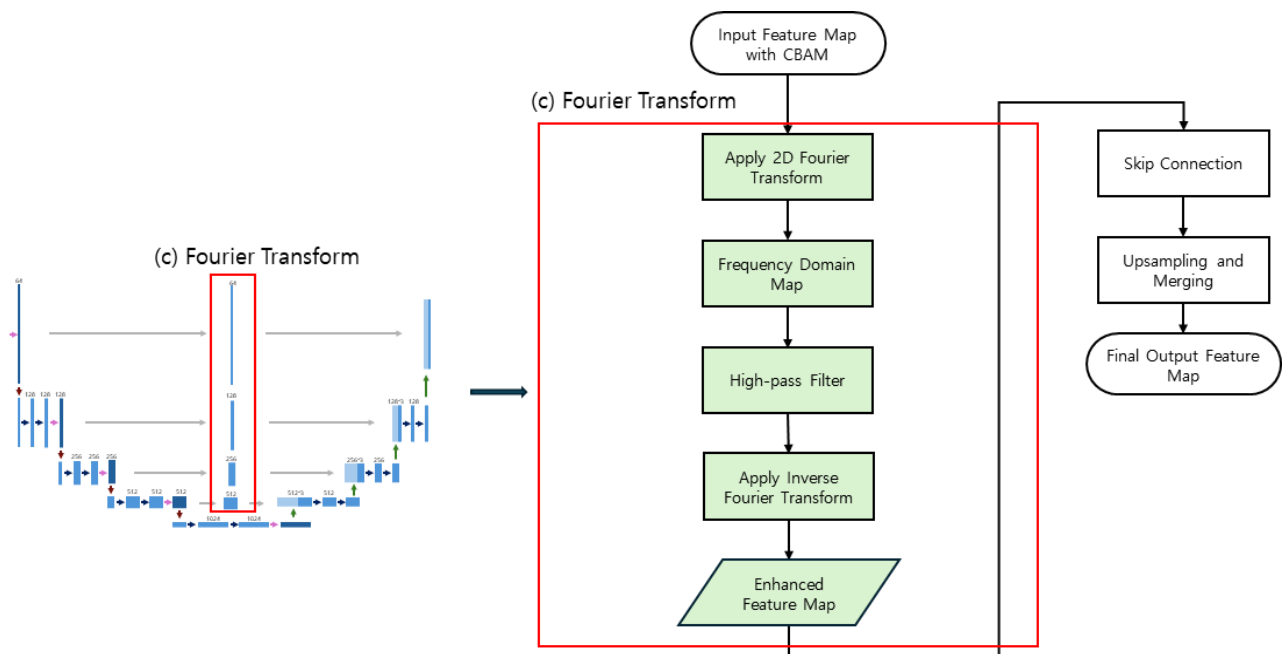 Input Feature Map
with CBAM
(c) Fourier Transform
Apply 2D Fourier
Transform
Frequency Domain
Map
High-pass Filter
Apply Inverse
Fourier Transform
Enhanced
Feature Map
Skip Connection
Upsampling and
Merging
Final Output Feature
Map
(c) Fourier Transform
64
64
128 128 128
128
128*3 128
256 256 256
256
256*3 256
512 512 512
512
512*3 512
1024 1024